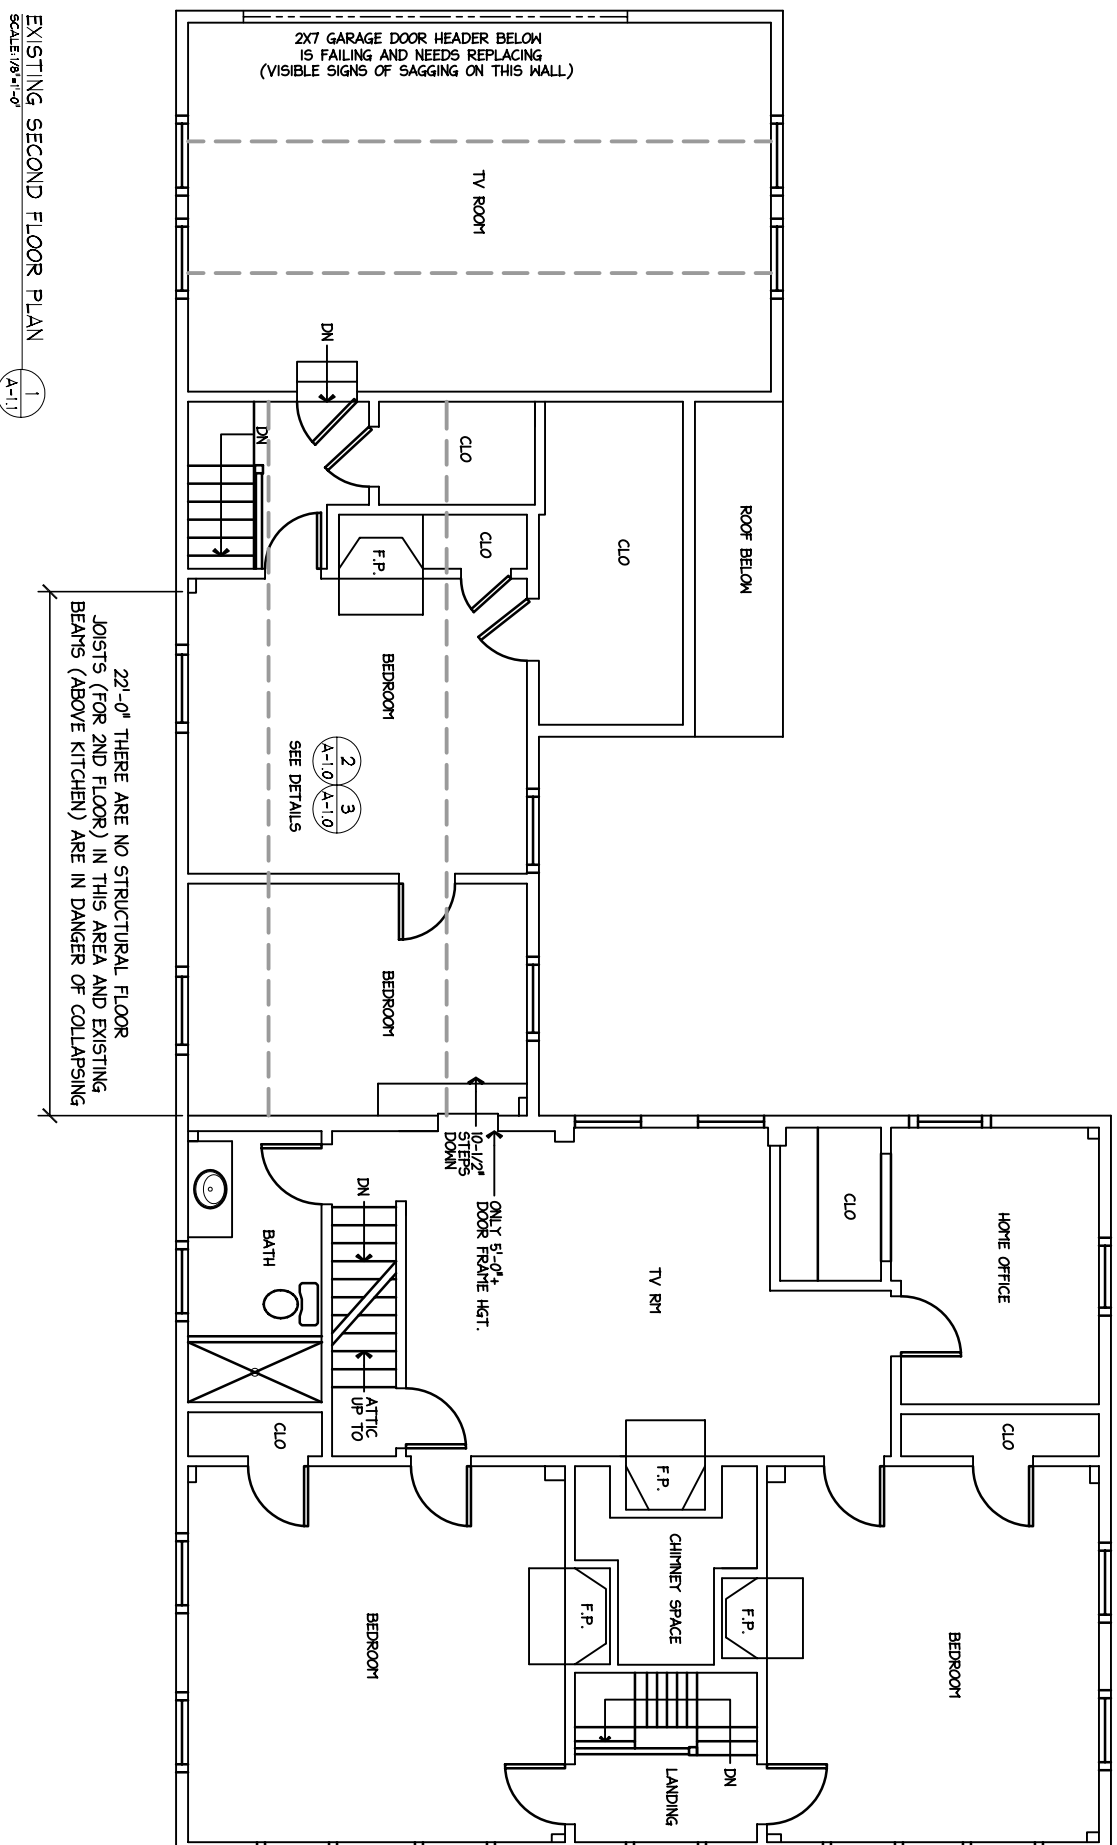 2X7 GARAGE DOOR HEADER BELOW
IS FAILING AND NEEDS REPLACING
(VISIBLE SIGNS OF SAGGING ON THIS WALL)
TV ROOM
DN
DN
CLO
CLO
F.P.
CLO
ROOF BELOW
BEDROOM
2
A-1.0
3
A-1.0
SEE DETAILS
BEDROOM
22'-0" THERE ARE NO STRUCTURAL FLOOR
JOISTS (FOR 2ND FLOOR) IN THIS AREA AND EXISTING
BEAMS (ABOVE KITCHEN) ARE IN DANGER OF COLLAPSING
10-1/2"
STEPS
DOWN
ONLY 5'-0"+
DOOR FRAME HGT.
DN
BATH
TV RM
CLO
HOME OFFICE
ATTIC
UP TO
CLO
CLO
F.P.
CHIMNEY SPACE
F.P.
F.P.
BEDROOM
BEDROOM
DN
LANDING
EXISTING SECOND FLOOR PLAN
SCALE:1/8"=1'-0"
1
A-1.1